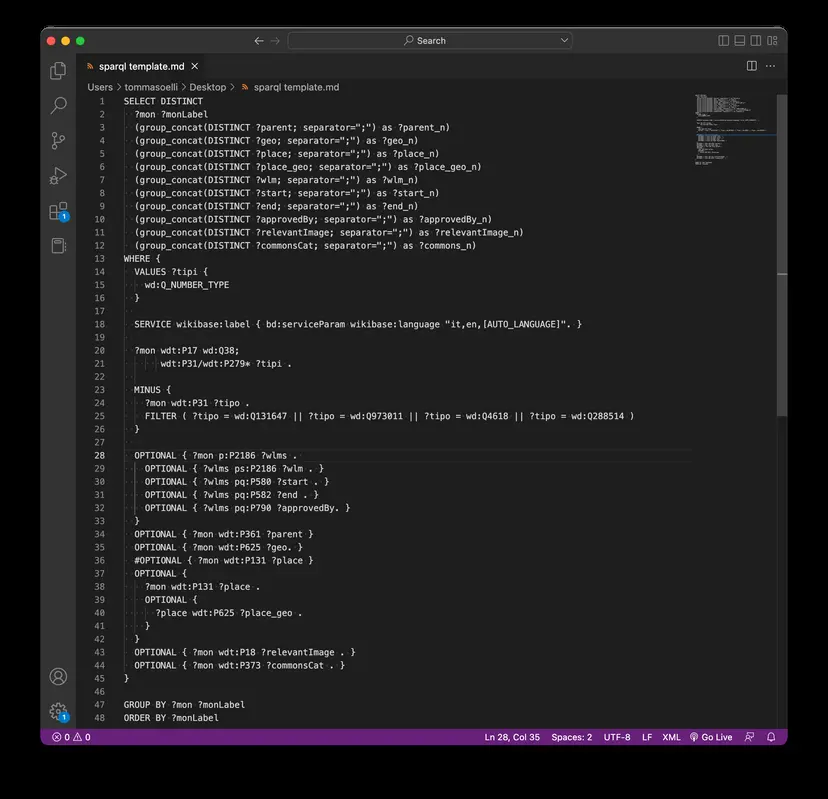 Search
sparql template.md
Users > tommasoelli > Desktop > sparql template.md
1 SELECT DISTINCT
2 ?mon ?monLabel
3 (group_concat(DISTINCT ?parent; separator=";") as ?parent_n)
4 (group_concat(DISTINCT ?geo; separator=";") as ?geo_n)
5 (group_concat(DISTINCT ?place; separator=";") as ?place_n)
6 (group_concat(DISTINCT ?place_geo; separator=";") as ?place_geo_n)
7 (group_concat(DISTINCT ?wlm; separator=";") as ?wlm_n)
8 (group_concat(DISTINCT ?start; separator=";") as ?start_n)
9 (group_concat(DISTINCT ?end; separator=";") as ?end_n)
10 (group_concat(DISTINCT ?approvedBy; separator=";") as ?approvedBy_n)
11 (group_concat(DISTINCT ?relevantImage; separator=";") as ?relevantImage_n)
12 (group_concat(DISTINCT ?commonsCat; separator=";") as ?commons_n)
13 WHERE {
14 VALUES ?tipi {
15 wd:Q_NUMBER_TYPE
16 }
17
18 SERVICE wikibase:label { bd:serviceParam wikibase:language "it,en,[AUTO_LANGUAGE]". }
19
20 ?mon wdt:P17 wd:Q38;
21 wdt:P31/wdt:P279* ?tipi .
22
23 MINUS {
24 ?mon wdt:P31 ?tipo .
25 FILTER ( ?tipo = wd:Q131647 || ?tipo = wd:Q973011 || ?tipo = wd:Q4618 || ?tipo = wd:Q288514 )
26 }
27
28 OPTIONAL { ?mon p:P2186 ?wlms .
29 OPTIONAL { ?wlms ps:P2186 ?wlm . }
30 OPTIONAL { ?wlms pq:P580 ?start . }
31 OPTIONAL { ?wlms pq:P582 ?end . }
32 OPTIONAL { ?wlms pq:P790 ?approvedBy. }
33 }
34 OPTIONAL { ?mon wdt:P361 ?parent }
35 OPTIONAL { ?mon wdt:P625 ?geo. }
36 #OPTIONAL { ?mon wdt:P131 ?place }
37 OPTIONAL {
38 ?mon wdt:P131 ?place .
39 OPTIONAL {
40 ?place wdt:P625 ?place_geo .
41 }
42 }
43 OPTIONAL { ?mon wdt:P18 ?relevantImage . }
44 OPTIONAL { ?mon wdt:P373 ?commonsCat . }
45 }
46
47 GROUP BY ?mon ?monLabel
48 ORDER BY ?monLabel
1
1
0 0 Ln 28, Col 35 Spaces: 2 UTF-8 LF XML Go Live